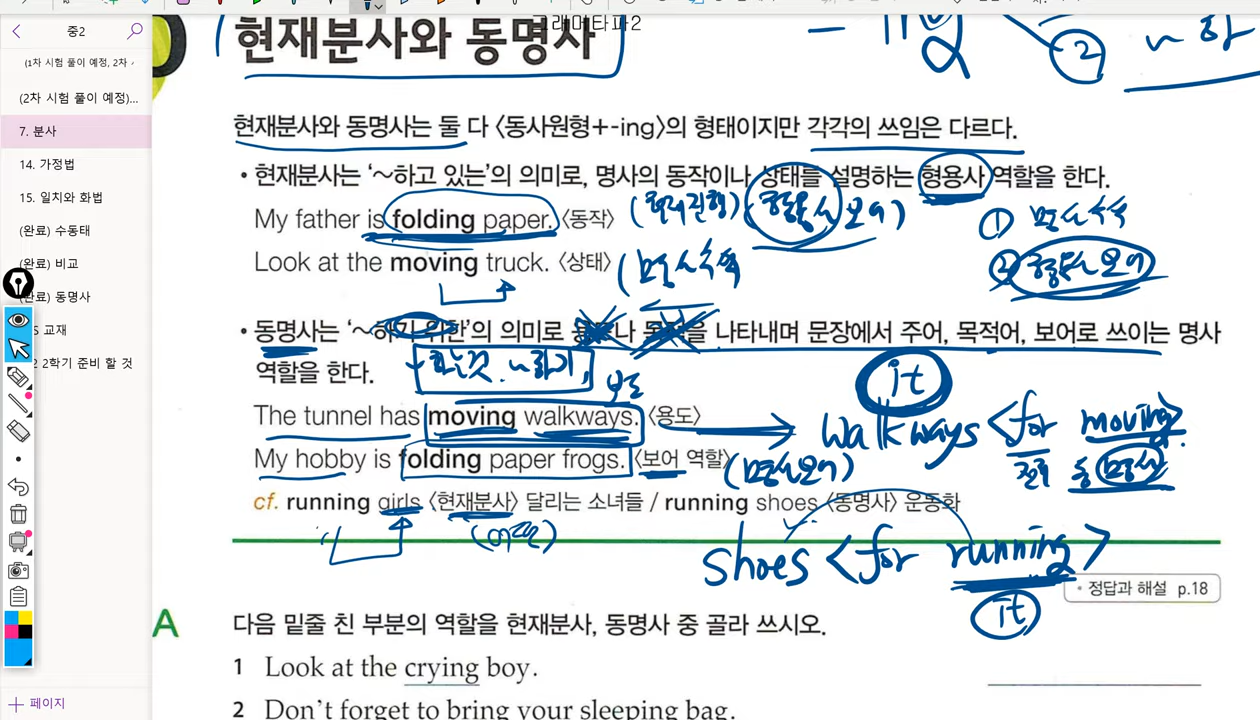 중2
그래머타파2
(1차 시험 풀이 예정, 2차
(2차 시험 풀이 예정)...
7. 분사
14. 가정법
15. 일치와 화법
(완료) 수동태
(완료) 비교
(완료) 동명사
교재
2학기 준비 할 것
페이지
현재분사와 동명사
②
현재분사와 동명사는 둘 다 〈동사원형+-ing〉의 형태이지만 각각의 쓰임은 다르다.
• 현재분사는 '~하고 있는'의 의미로, 명사의 동작이나 상태를 설명하는 형용사 역할을 한다.
My father is folding paper. 〈동작〉 (현재진행) (형용사 보어)
① 명사수식
Look at the moving truck. 〈상태〉 (명사수식
② 형용사보어
• 동명사는 '~하기 위한'의 의미로 용도나 목적을 나타내며 문장에서 주어, 목적어, 보어로 쓰이는 명사
역할을 한다.
~하는것, ~하기,
it
The tunnel has moving walkways. 〈용도〉
walkways <for moving>
My hobby is folding paper frogs. 〈보어 역할〉 (명사보어)
동명사
cf. running girls 〈현재분사〉 달리는 소녀들 / running shoes 〈동명사〉 운동화
shoes <for running>
it
• 정답과 해설 p.18
A 다음 밑줄 친 부분의 역할을 현재분사, 동명사 중 골라 쓰시오.
1 Look at the crying boy.
2 Don't forget to bring your sleeping bag.